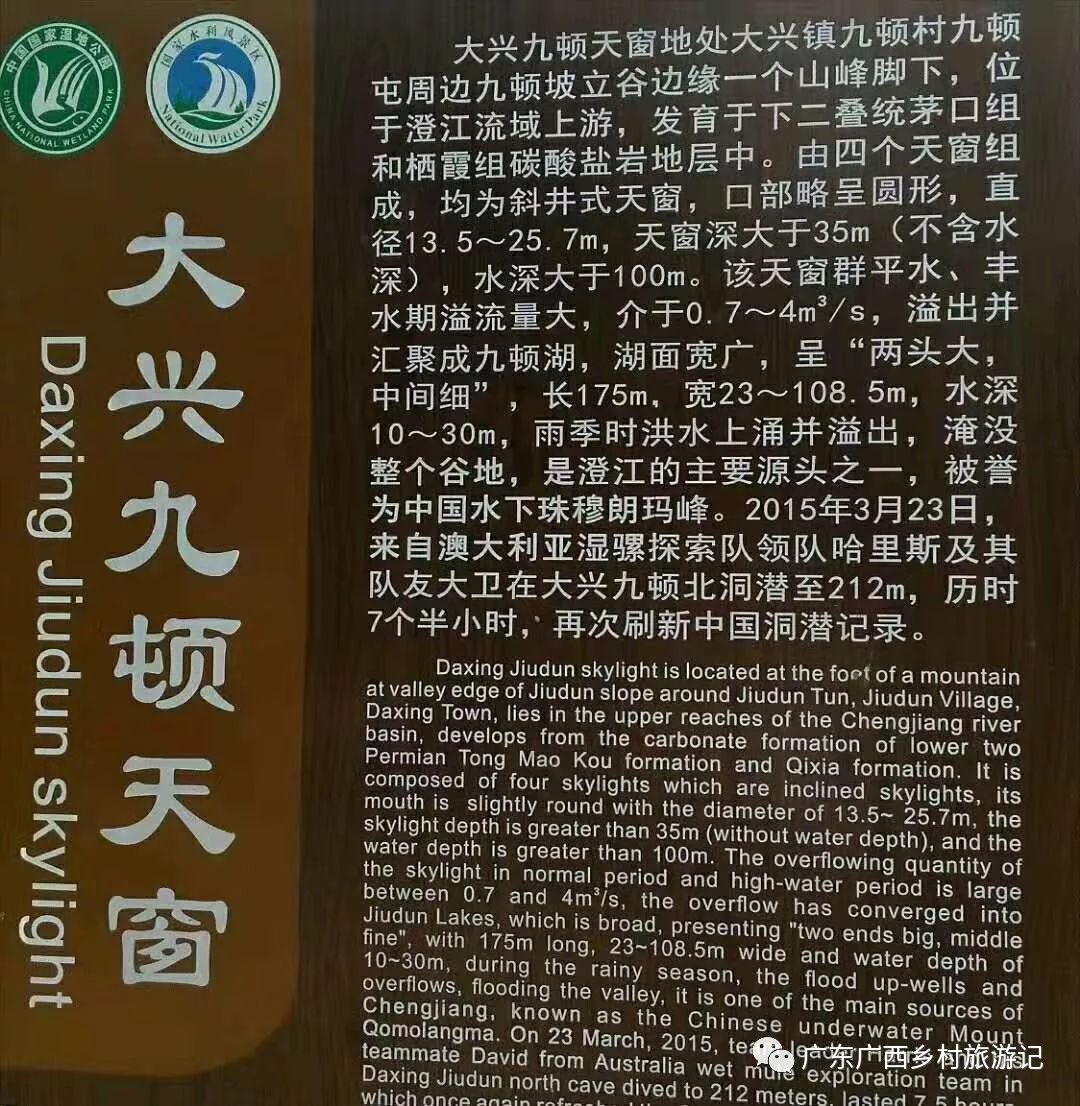 中国国家湿地公园
CHINA NATIONAL WETLAND PARK
国家水利风景区
National Water Park
大兴九顿天窗
Daxing Jiudun skylight
大兴九顿天窗地处大兴镇九顿村九顿
屯周边九顿坡立谷边缘一个山峰脚下，位
于澄江流域上游，发育于下二叠统茅口组
和栖霞组碳酸盐岩地层中。由四个天窗组
成，均为斜井式天窗，口部略呈圆形，直
径13.5～25.7m，天窗深大于35m（不含水
深），水深大于100m。该天窗群平水、丰
水期溢流量大，介于0.7～4m³/s，溢出并
汇聚成九顿湖，湖面宽广，呈“两头大，
中间细”，长175m，宽23～108.5m，水深
10～30m，雨季时洪水上涌并溢出，淹没
整个谷地，是澄江的主要源头之一，被誉
为中国水下珠穆朗玛峰。2015年3月23日，
来自澳大利亚湿骡探索队领队哈里斯及其
队友大卫在大兴九顿北洞潜至212m，历时
7个半小时，再次刷新中国洞潜记录。
Daxing Jiudun skylight is located at the foot of a mountain
at valley edge of Jiudun slope around Jiudun Tun, Jiudun Village,
Daxing Town, lies in the upper reaches of the Chengjiang river
basin, develops from the carbonate formation of lower two
Permian Tong Mao Kou formation and Qixia formation. It is
composed of four skylights which are inclined skylights, its
mouth is slightly round with the diameter of 13.5~ 25.7m, the
skylight depth is greater than 35m (without water depth), and the
water depth is greater than 100m. The overflowing quantity of
the skylight in normal period and high-water period is large
between 0.7 and 4m³/s, the overflow has converged into
Jiudun Lakes, which is broad, presenting "two ends big, middle
fine", with 175m long, 23~108.5m wide and water depth of
10~30m, during the rainy season, the flood up-wells and
overflows, flooding the valley, it is one of the main sources of
Chengjiang, known as the Chinese underwater Mount
Qomolangma. On 23 March, 2015, team
teammate David from Australia wet mule exploration team in
Daxing Jiudun north cave dived to 212 meters, lasted 7.5 hours,
which once again
广东广西乡村旅游记